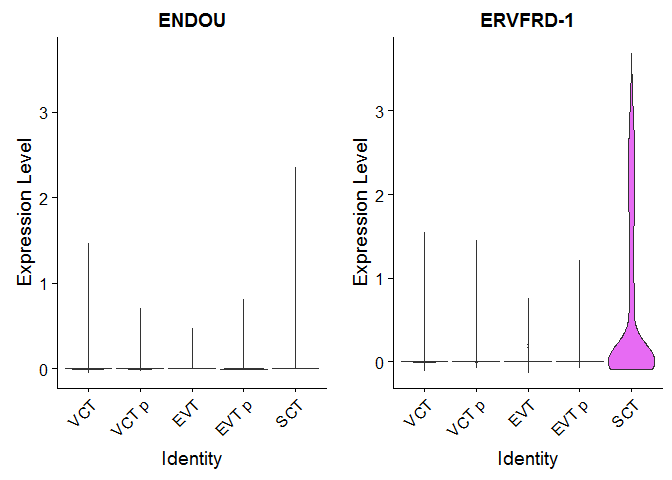 ENDOU
Expression Level
3
2
1
0
VCT
VCT p
EVT
EVT p
SCT
Identity
ERVFRD-1
Expression Level
3
2
1
0
VCT
VCT p
EVT
EVT p
SCT
Identity